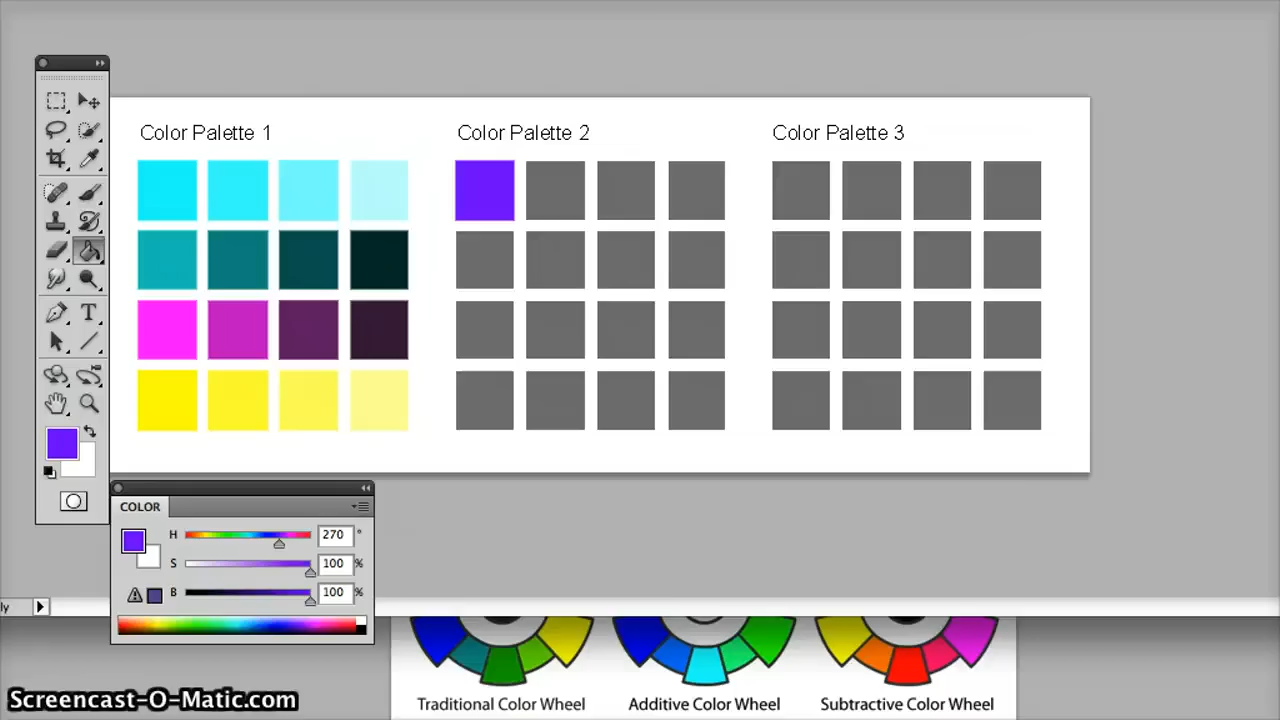 Color Palette 1
Color Palette 2
Color Palette 3
T
COLOR
H 270 °
S 100 %
B 100 %
ly
Traditional Color Wheel
Additive Color Wheel
Subtractive Color Wheel
Screencast-O-Matic.com